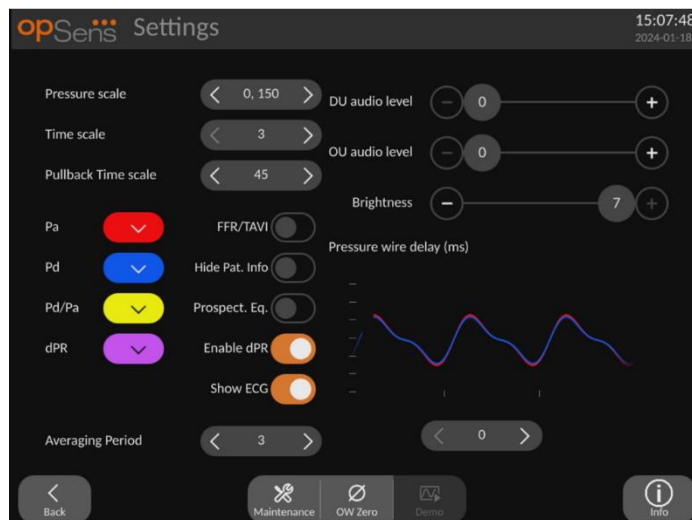 opSens Settings
15:07:48
2024-01-18
Pressure scale 0, 150
DU audio level 0
Time scale 3
OU audio level 0
Pullback Time scale 45
Brightness 7
Pa FFR/TAVI
Pressure wire delay (ms)
Pd Hide Pat. Info
Pd/Pa Prospect. Eq.
dPR Enable dPR
Show ECG
Averaging Period 3
0
Back
Maintenance
OW Zero
Demo
Info